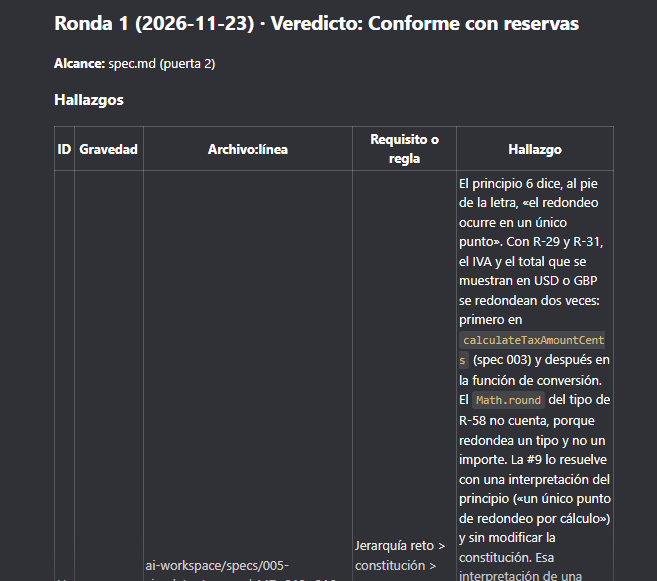 Ronda 1 (2026-11-23) · Veredicto: Conforme con reservas
Alcance: spec.md (puerta 2)
Hallazgos
ID
Gravedad
Archivo:línea
Requisito o
regla
Hallazgo
El principio 6 dice, al pie
de la letra, «el redondeo
ocurre en un único
punto». Con R-29 y R-31,
el IVA y el total que se
muestran en USD o GBP
se redondean dos veces:
primero en
calculateTaxAmountCent
s (spec 003) y después en
la función de conversión.
El Math.round del tipo de
R-58 no cuenta, porque
redondea un tipo y no un
importe. La #9 lo resuelve
con una interpretación del
principio («un único punto
de redondeo por cálculo»)
y sin modificar la
constitución. Esa
interpretación de una
Jerarquía reto >
constitución >
ai-workspace/specs/005-